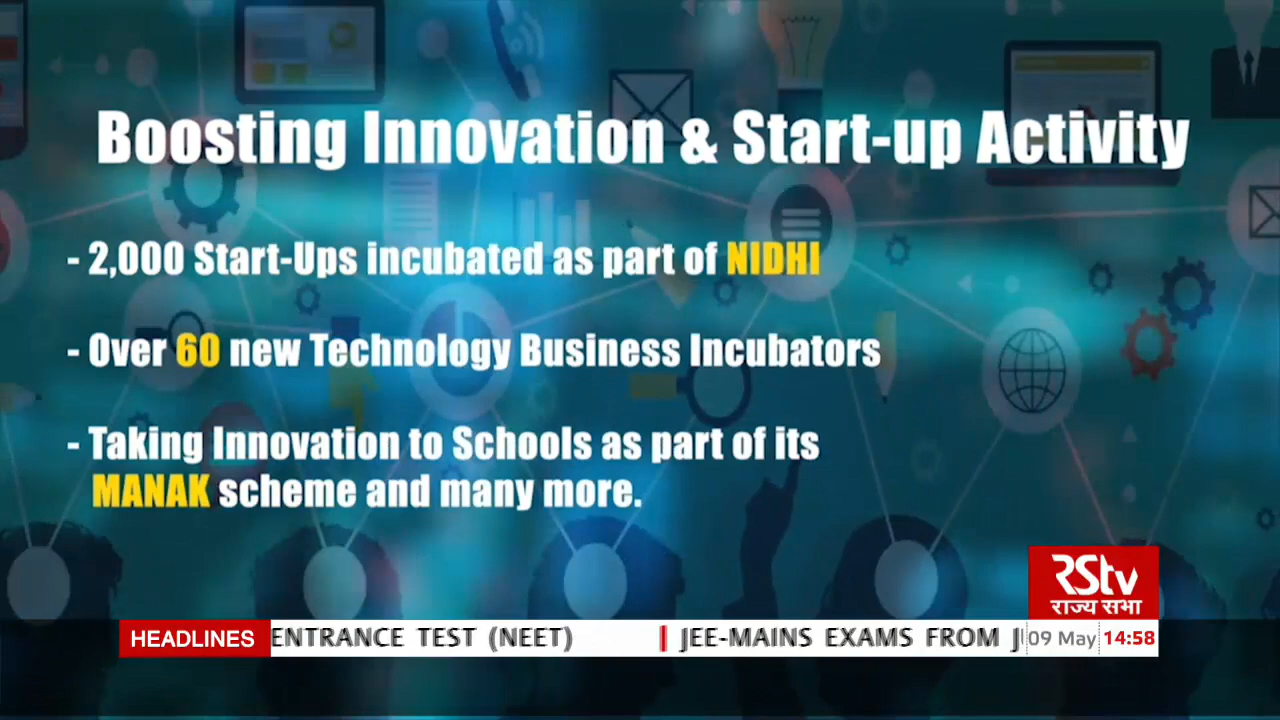 Boosting Innovation & Start-up Activity
- 2,000 Start-Ups incubated as part of NIDHI
- Over 60 new Technology Business Incubators
- Taking Innovation to Schools as part of its
MANAK scheme and many more.
RStv
राज्य सभा
HEADLINES ENTRANCE TEST (NEET) | JEE-MAINS EXAMS FROM 09 May 14:58